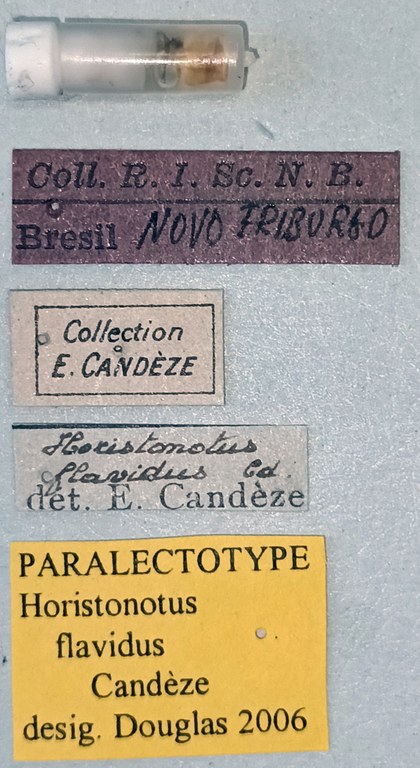 Coll. R. I. Sc. N. B.
Bresil NOVO FRIBURGO
Collection
E. CANDÈZE
Horistonotus
flavidus Cd.
dét. E. Candèze
PARALECTOTYPE
Horistonotus
flavidus
Candèze
desig. Douglas 2006